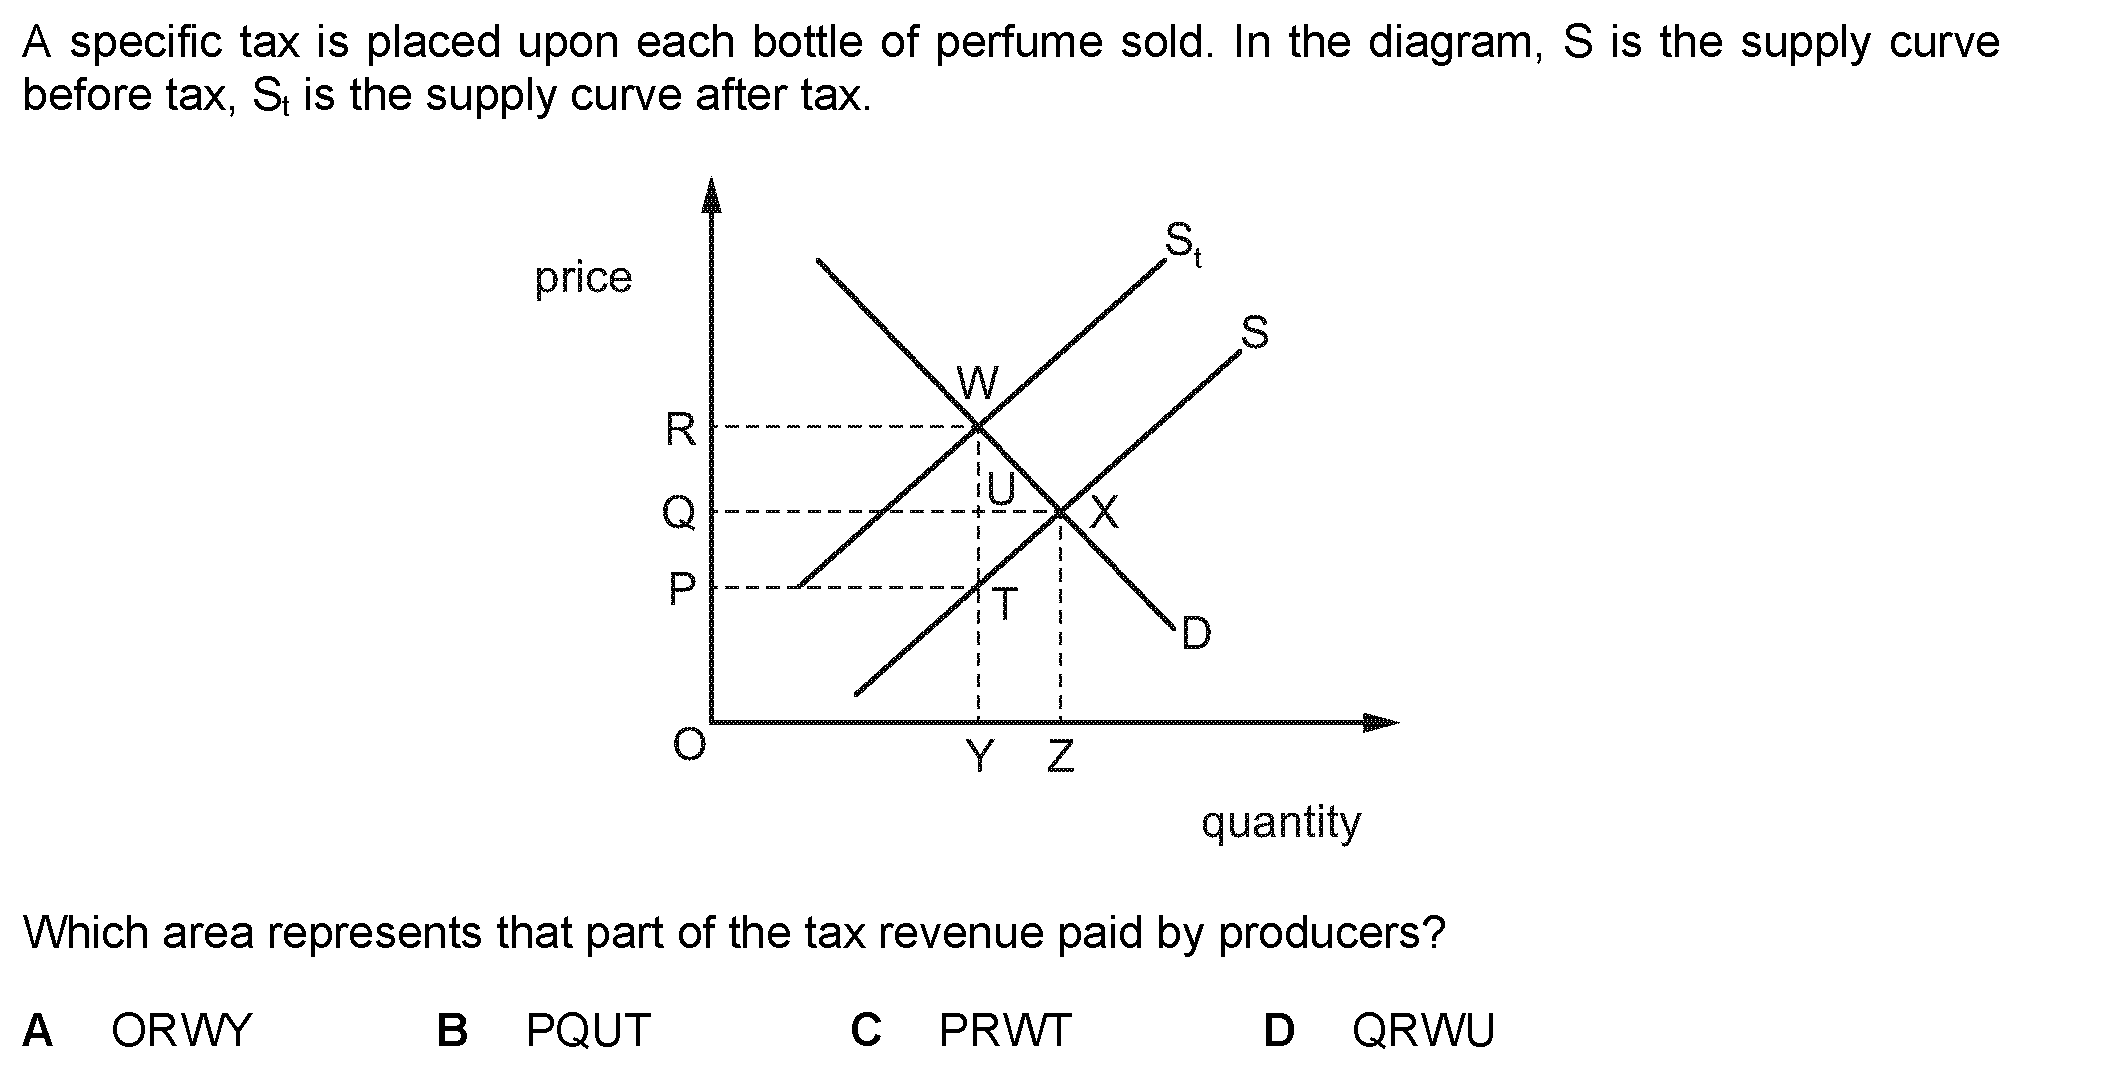 A specific tax is placed upon each bottle of perfume sold. In the diagram, S is the supply curve
before tax, St is the supply curve after tax.
St
price
S
W
R
U
Q
X
P
T
D
O
Y Z
quantity
Which area represents that part of the tax revenue paid by producers?
A ORWY B PQUT C PRWT D QRWU